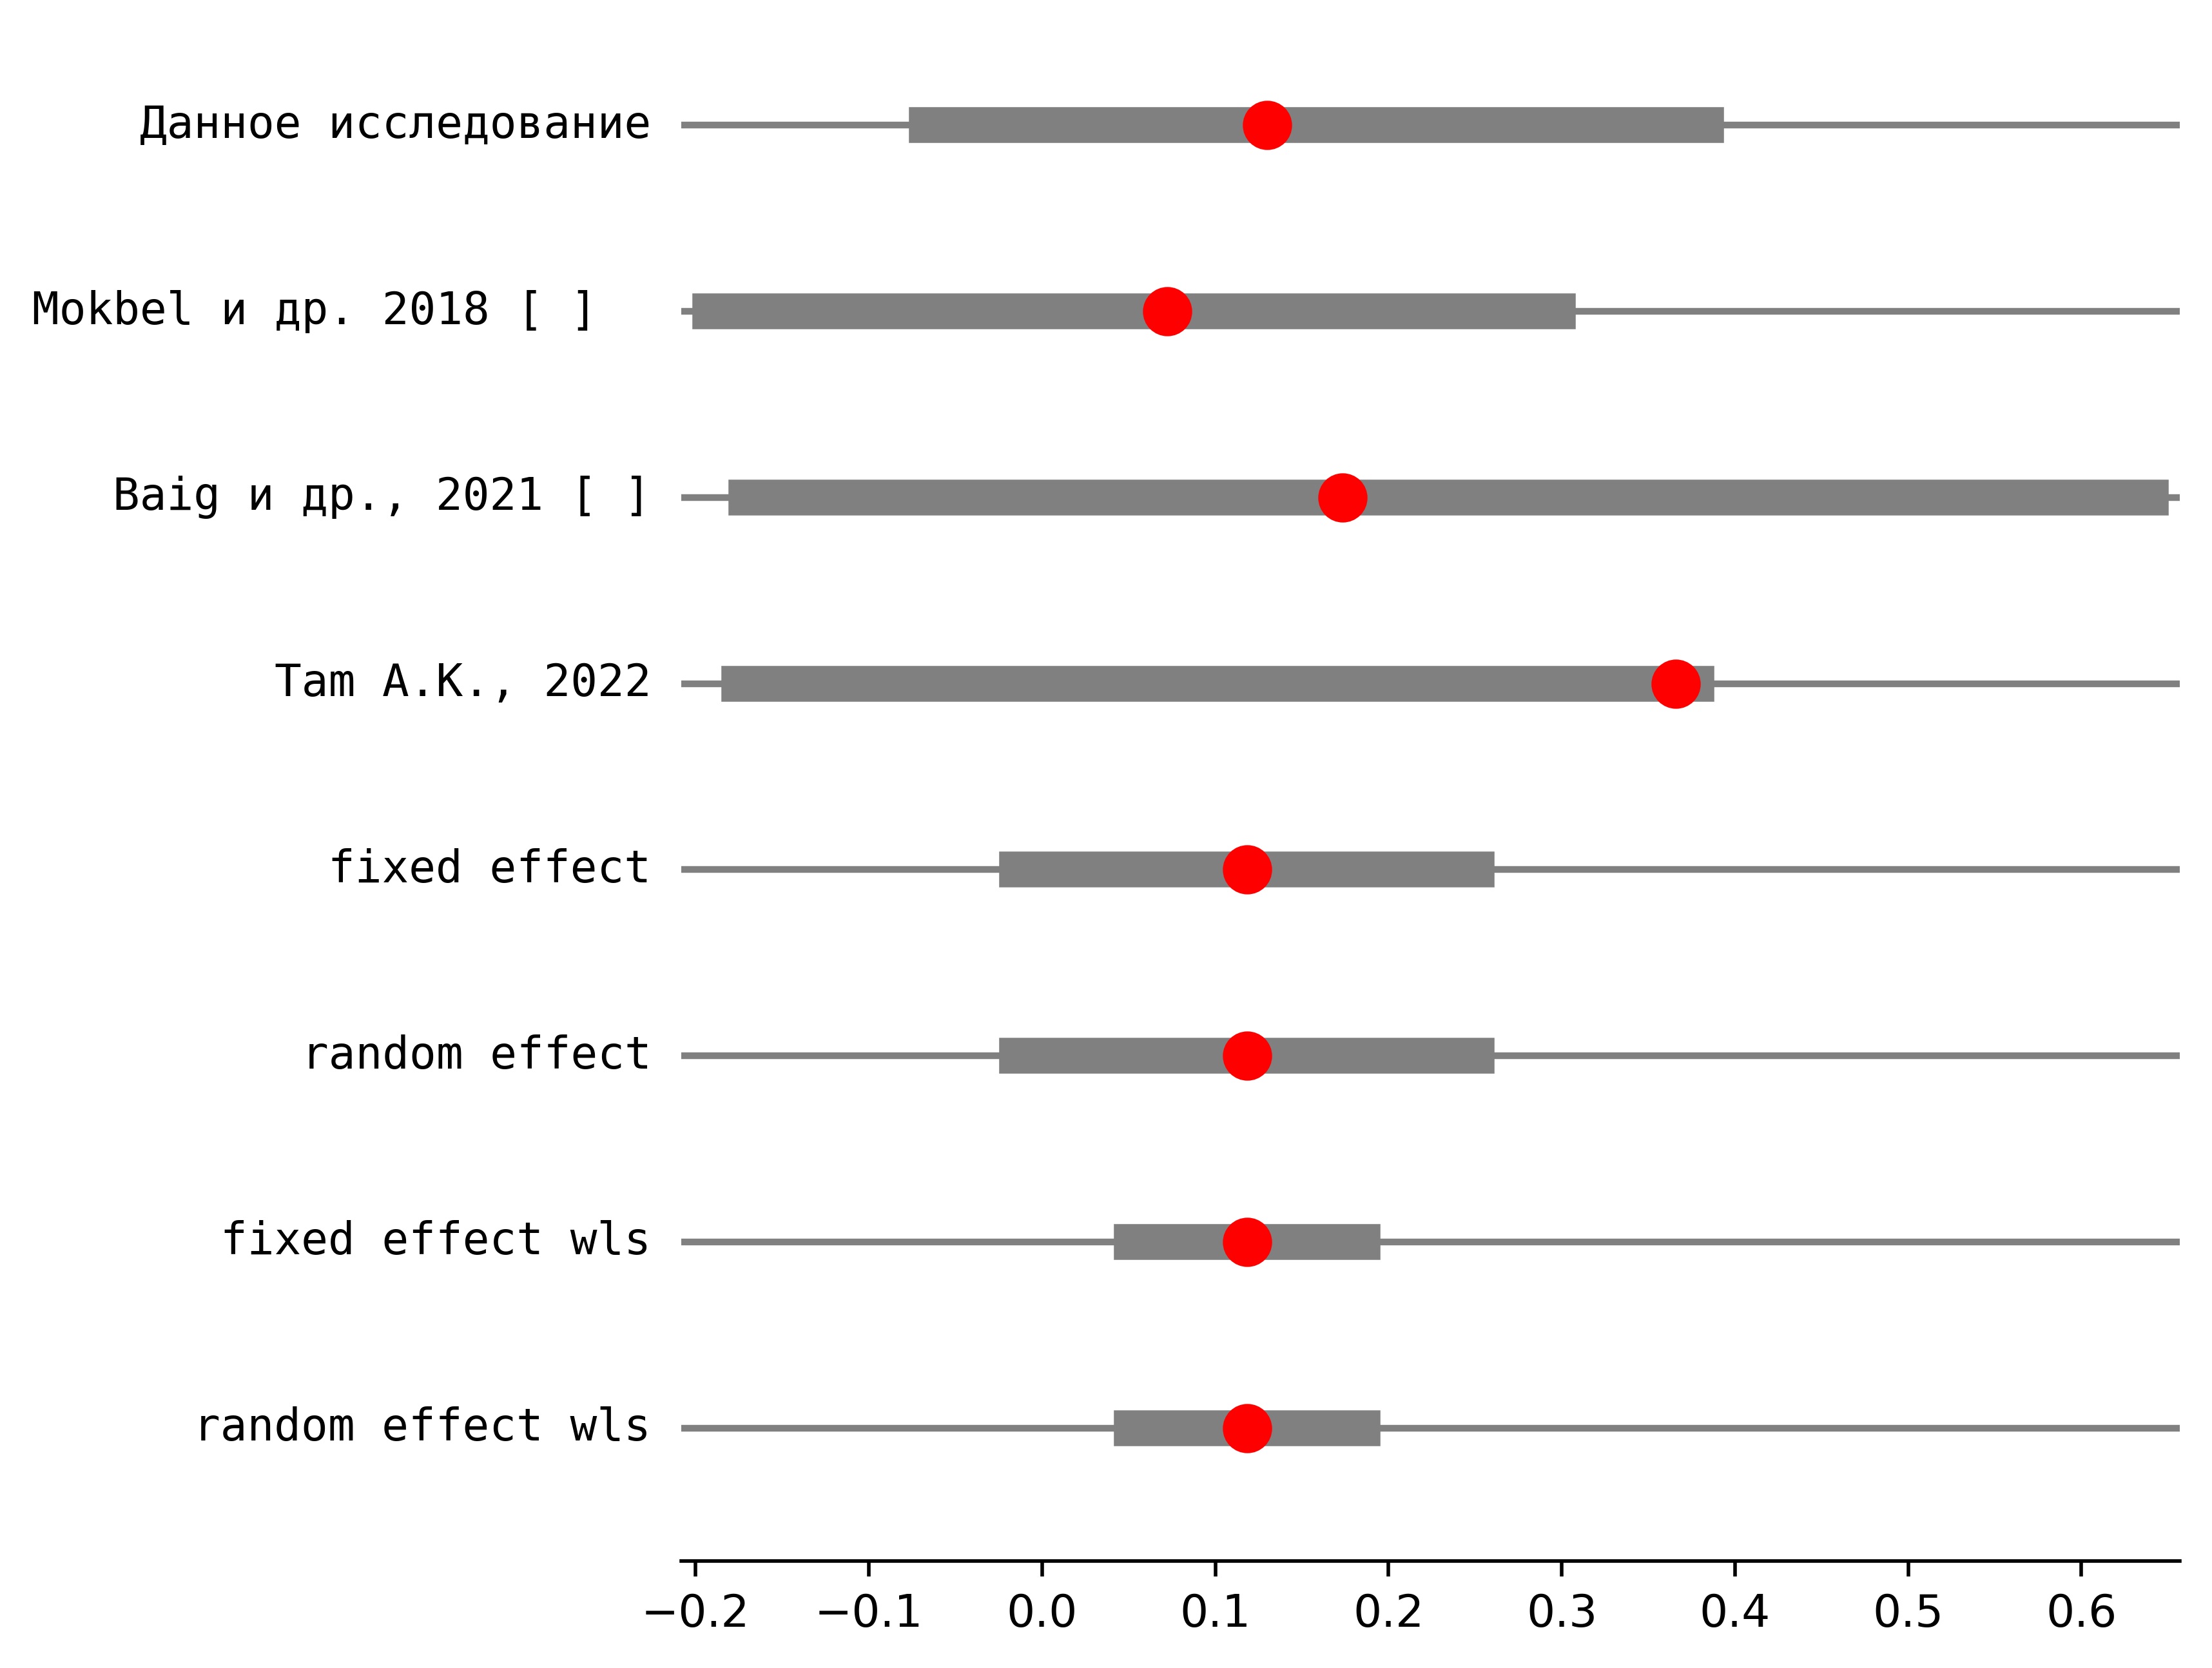 Данное исследование
Mokbel и др. 2018 [ ]
Baig и др., 2021 [ ]
Tam A.K., 2022
fixed effect
random effect
fixed effect wls
random effect wls
−0.2 −0.1 0.0 0.1 0.2 0.3 0.4 0.5 0.6